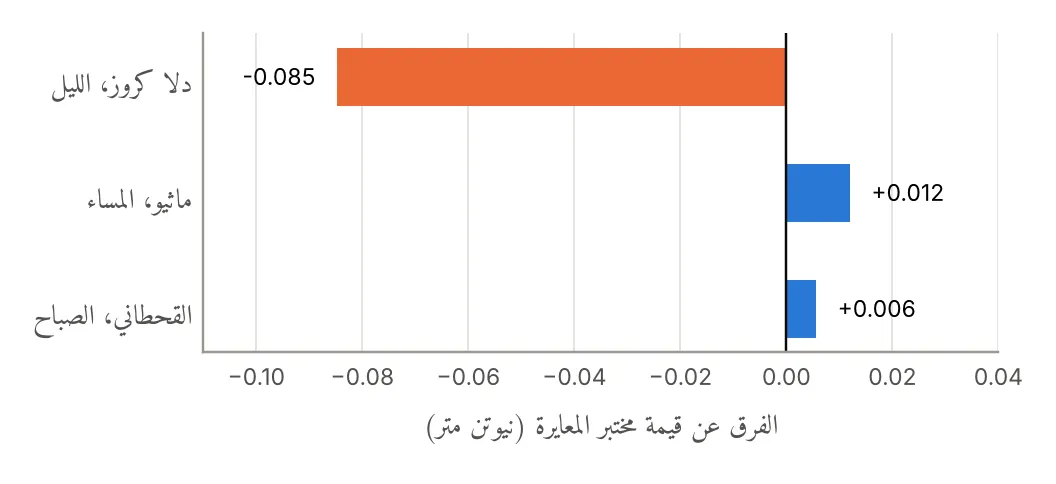 دلا كروز، الليل
-0.085
ماثيو، المساء
+0.012
القحطاني، الصباح
+0.006
−0.10 −0.08 −0.06 −0.04 −0.02 0.00 0.02 0.04
الفرق عن قيمة مختبر المعايرة (نيوتن متر)